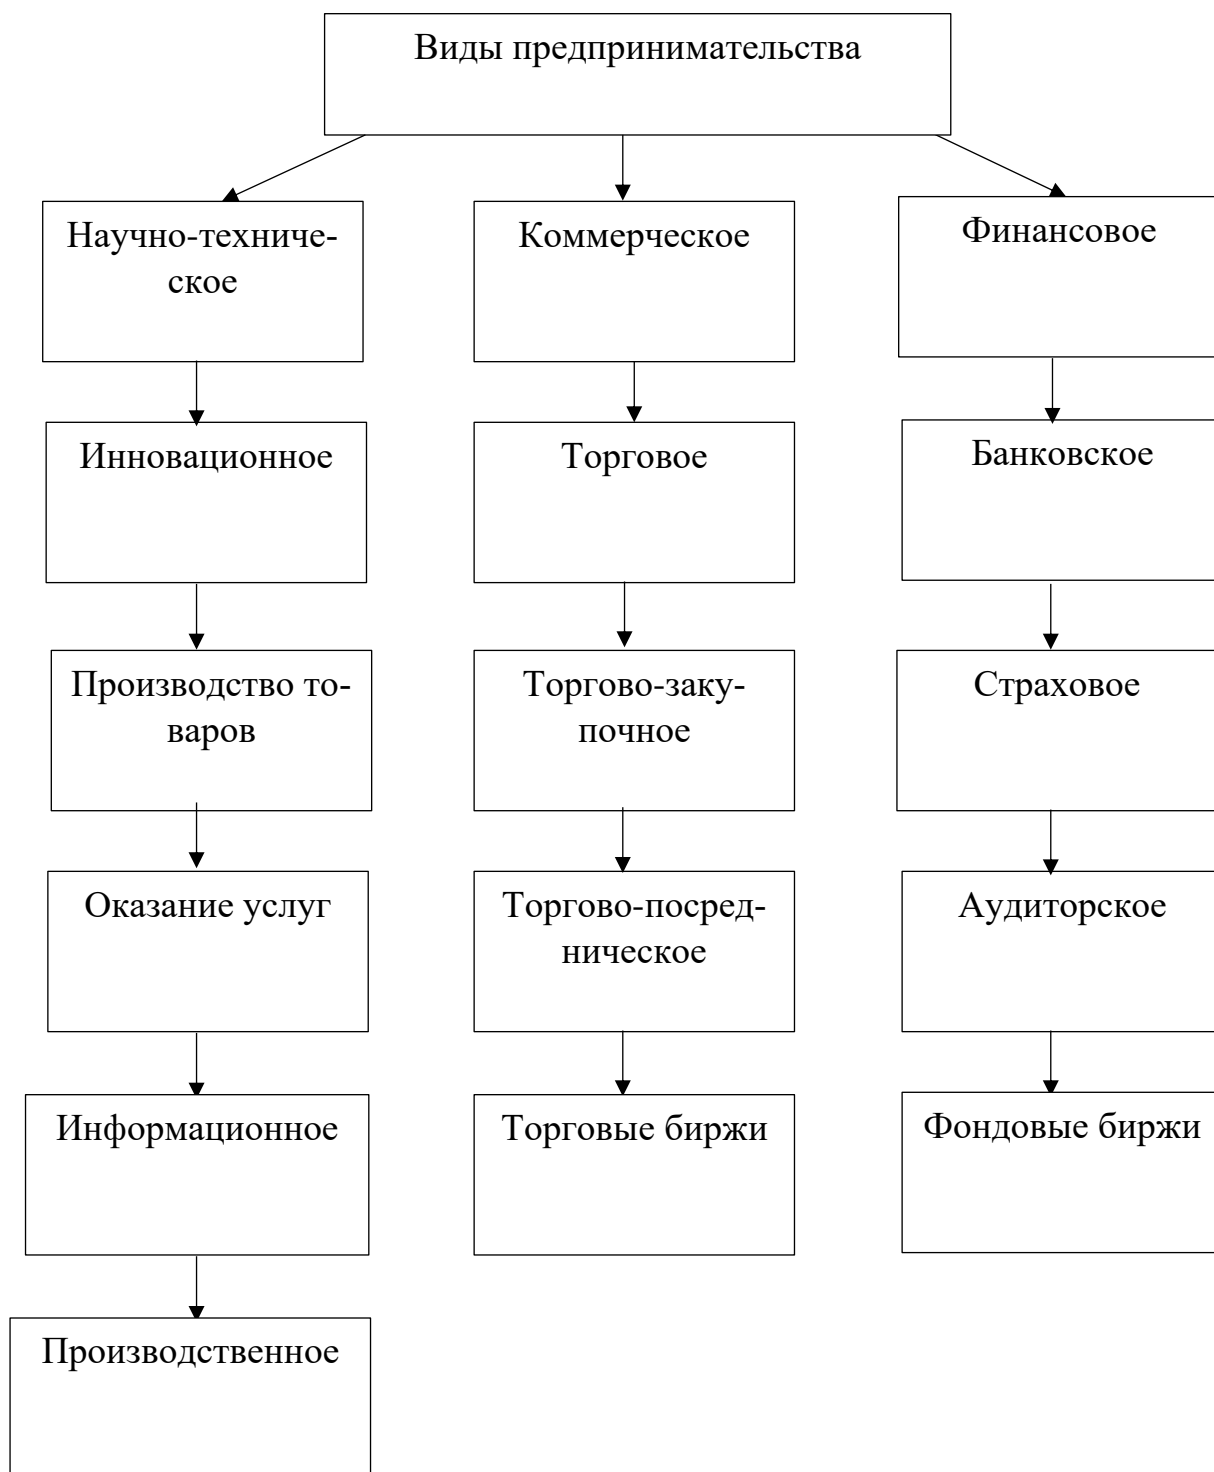 Виды предпринимательства
Научно-техниче-
ское
Коммерческое
Финансовое
Инновационное
Торговое
Банковское
Производство то-
варов
Торгово-заку-
почное
Страховое
Оказание услуг
Торгово-посред-
ническое
Аудиторское
Информационное
Торговые биржи
Фондовые биржи
Производственное